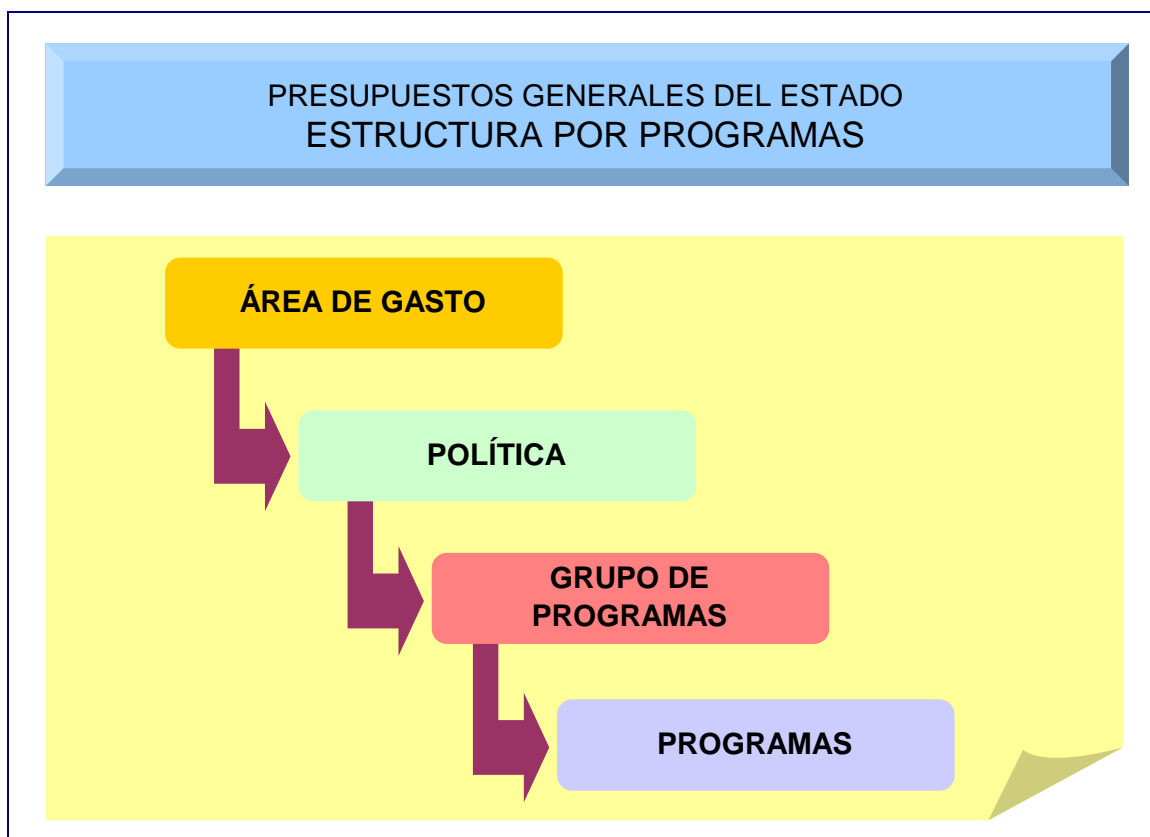 PRESUPUESTOS GENERALES DEL ESTADO
ESTRUCTURA POR PROGRAMAS
ÁREA DE GASTO
POLÍTICA
GRUPO DE
PROGRAMAS
PROGRAMAS